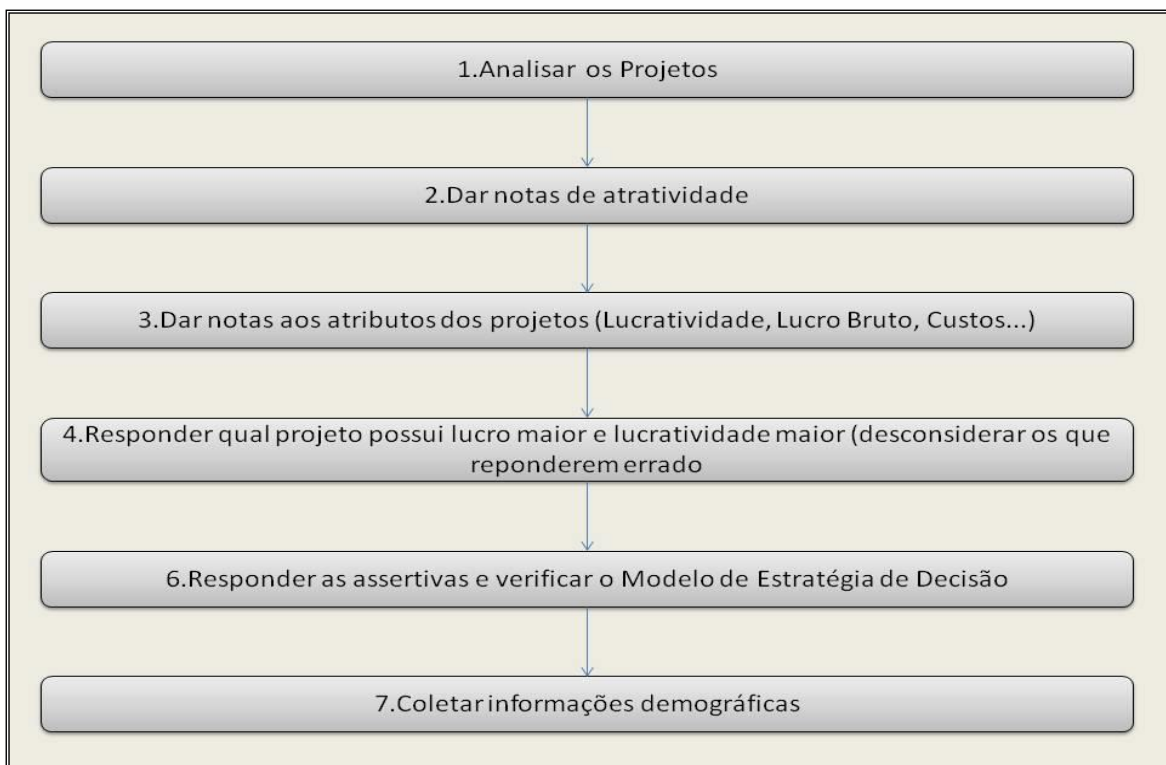 1.Analisar os Projetos
2.Dar notas de atratividade
3.Dar notas aos atributos dos projetos (Lucratividade, Lucro Bruto, Custos...)
4.Responder qual projeto possui lucro maior e lucratividade maior (desconsiderar os que
reponderem errado
6.Responder as assertivas e verificar o Modelo de Estratégia de Decisão
7.Coletar informações demográficas